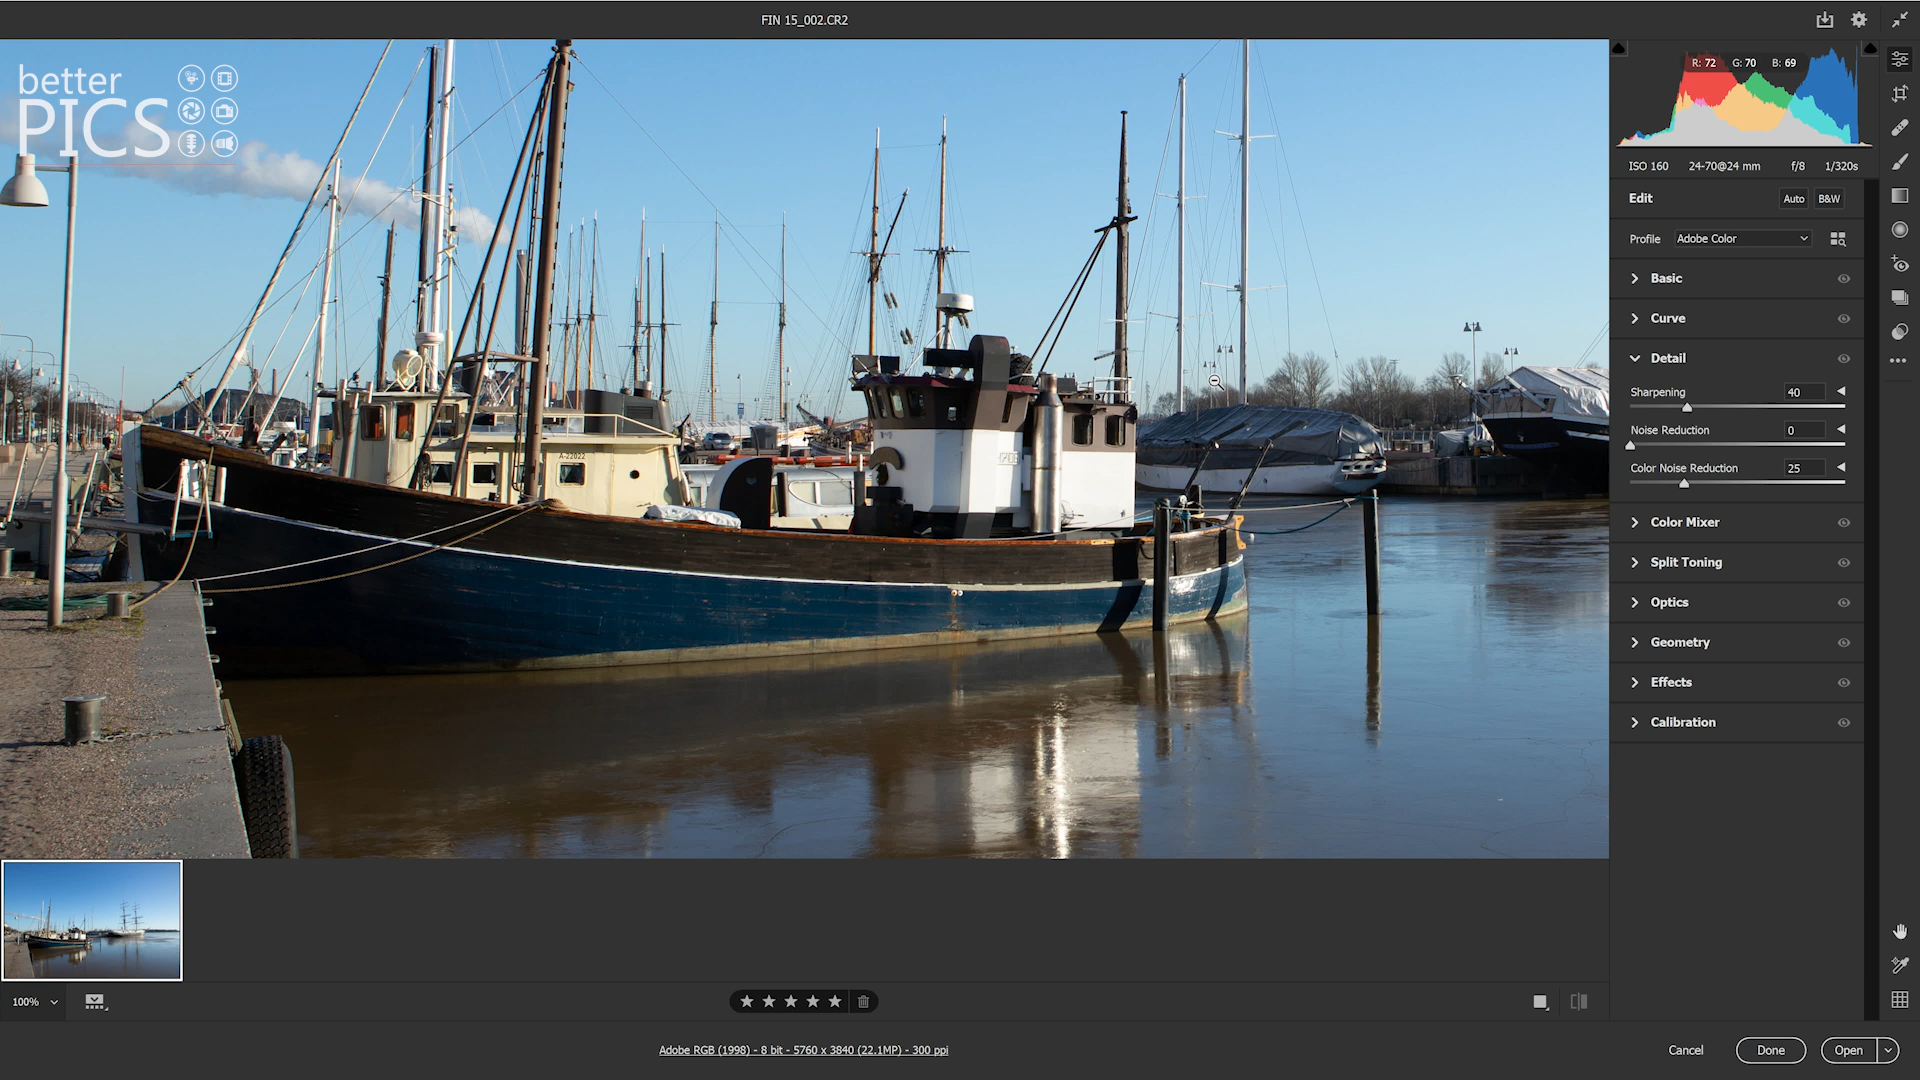 FIN 15_002.CR2
better
PICS
R: 72 G: 70 B: 69
ISO 160 24-70@24 mm f/8 1/320s
Edit Auto B&W
Profile Adobe Color
Basic
Curve
Detail
Sharpening 40
Noise Reduction 0
Color Noise Reduction 25
Color Mixer
Split Toning
Optics
Geometry
Effects
Calibration
A-22022
100%
Adobe RGB (1998) - 8 bit - 5760 x 3840 (22.1MP) - 300 ppi
Cancel Done Open